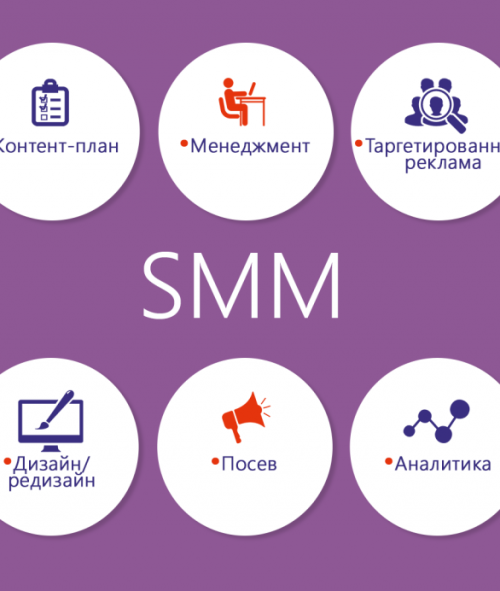 Контент-план
•Менеджмент
•Таргетированн
реклама
SMM
•Дизайн/
редизайн
•Посев
•Аналитика